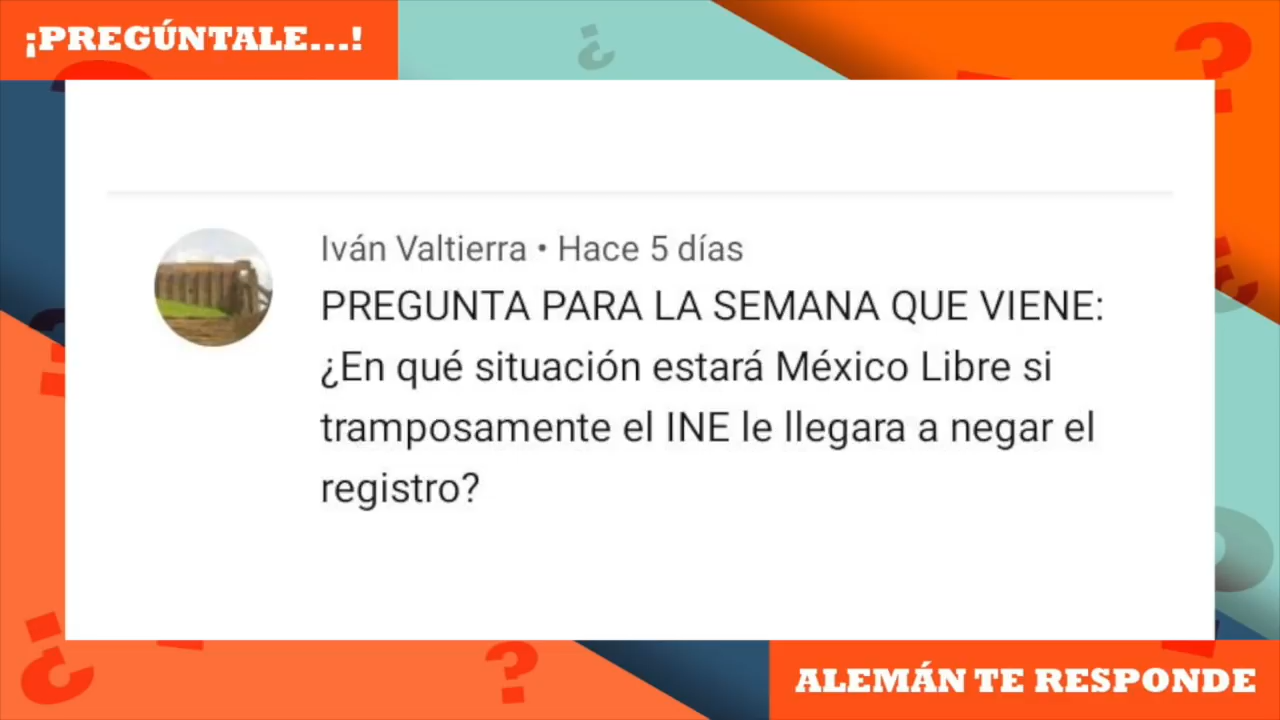 ¡PREGÚNTALE...!
Iván Valtierra • Hace 5 días
PREGUNTA PARA LA SEMANA QUE VIENE:
¿En qué situación estará México Libre si
tramposamente el INE le llegara a negar el
registro?
ALEMÁN TE RESPONDE